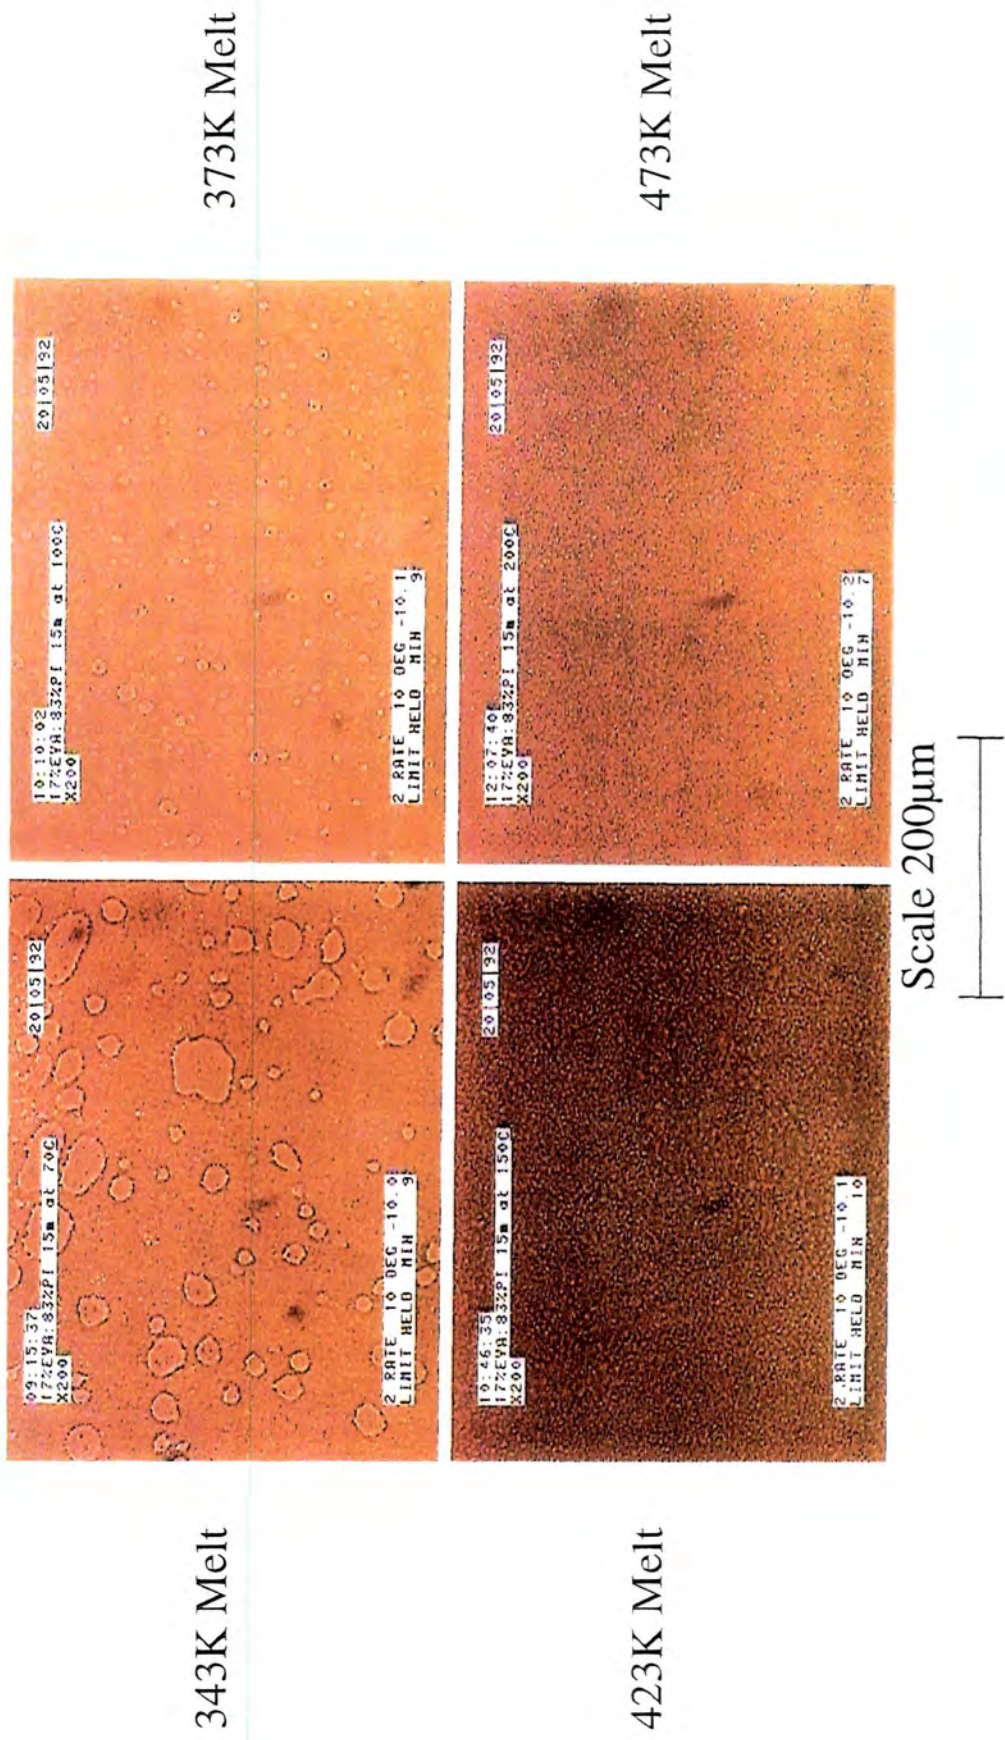 343K Melt
09:15:37
17%EVA:83%PI 15m at 70C
X200
20|05|92
2 RATE 10 DEG -10.0
LIMIT HELD MIN 9
10:10:02
17%EVA:83%PI 15m at 100C
X200
20|05|92
2 RATE 10 DEG -10.1
LIMIT HELD MIN 9
373K Melt
423K Melt
10:46:35
17%EVA:83%PI 15m at 150C
X200
20|05|92
2 RATE 10 DEG -10.1
LIMIT HELD MIN 10
12:07:40
17%EVA:83%PI 15m at 200C
X200
20|05|92
2 RATE 10 DEG -10.2
LIMIT HELD MIN 7
473K Melt
Scale 200µm